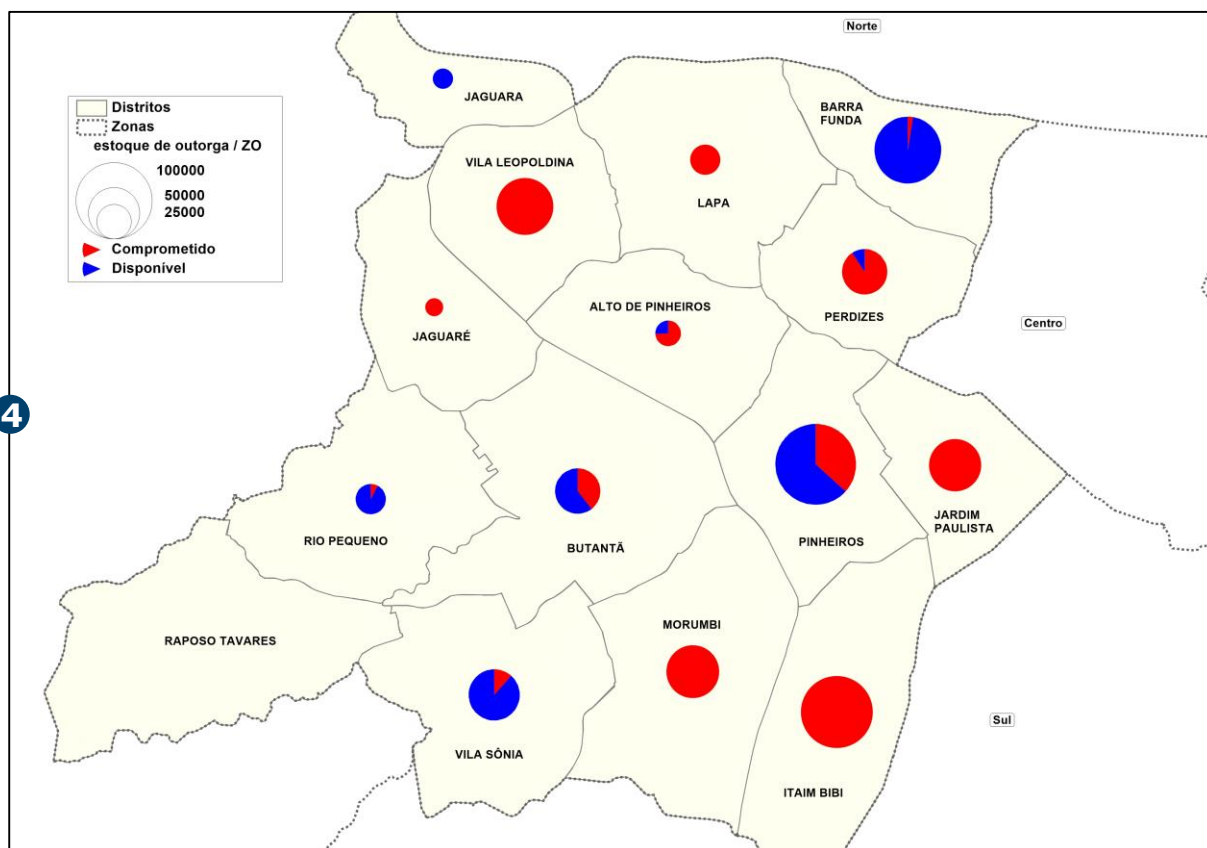 Norte
JAGUARA
Distritos
Zonas
estoque de outorga / ZO
100000
50000
25000
Comprometido
Disponível
BARRA
FUNDA
VILA LEOPOLDINA
LAPA
ALTO DE PINHEIROS
PERDIZES
Centro
JAGUARÉ
4
JARDIM
PAULISTA
RIO PEQUENO
BUTANTÃ
PINHEIROS
RAPOSO TAVARES
MORUMBI
Sul
VILA SÔNIA
ITAIM BIBI